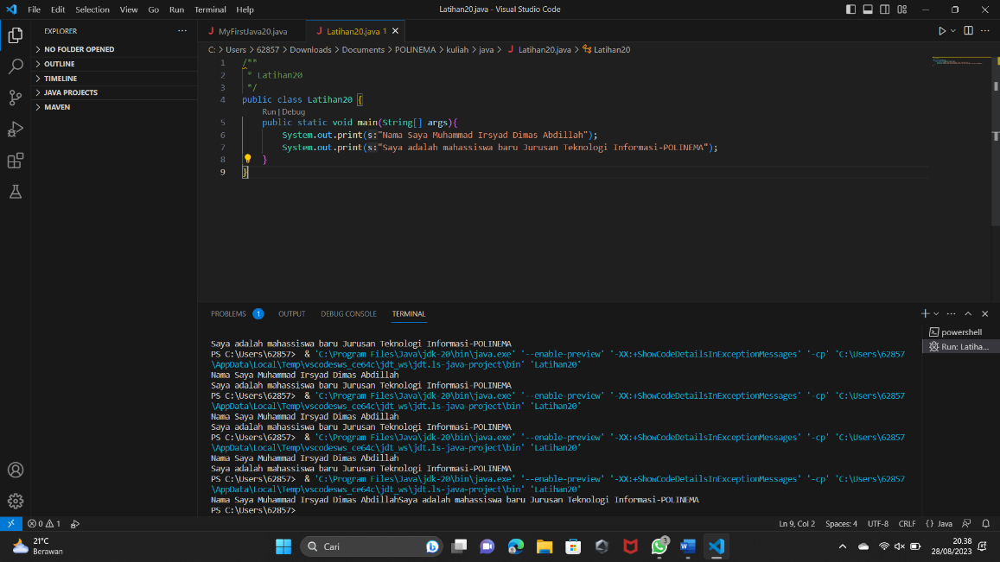 File Edit Selection View Go Run Terminal Help
Latihan20.java - Visual Studio Code
EXPLORER
NO FOLDER OPENED
OUTLINE
TIMELINE
JAVA PROJECTS
MAVEN
MyFirstJava20.java
Latihan20.java 1
C: > Users > 62857 > Downloads > Documents > POLINEMA > kuliah > java > Latihan20.java > Latihan20
1 /**
2 * Latihan20
3 */
4 public class Latihan20 {
Run | Debug
5 public static void main(String[] args){
6 System.out.print(s:"Nama Saya Muhammad Irsyad Dimas Abdillah");
7 System.out.print(s:"Saya adalah mahassiswa baru Jurusan Teknologi Informasi-POLINEMA");
8 }
9 }
PROBLEMS 1 OUTPUT DEBUG CONSOLE TERMINAL
powershell
Run: Latiha...
Saya adalah mahassiswa baru Jurusan Teknologi Informasi-POLINEMA
PS C:\Users\62857> & 'C:\Program Files\Java\jdk-20\bin\java.exe' '--enable-preview' '-XX:+ShowCodeDetailsInExceptionMessages' '-cp' 'C:\Users\62857
\AppData\Local\Temp\vscodesws_ce64c\jdt_ws\jdt.ls-java-project\bin' 'Latihan20'
Nama Saya Muhammad Irsyad Dimas Abdillah
Saya adalah mahassiswa baru Jurusan Teknologi Informasi-POLINEMA
PS C:\Users\62857> & 'C:\Program Files\Java\jdk-20\bin\java.exe' '--enable-preview' '-XX:+ShowCodeDetailsInExceptionMessages' '-cp' 'C:\Users\62857
\AppData\Local\Temp\vscodesws_ce64c\jdt_ws\jdt.ls-java-project\bin' 'Latihan20'
Nama Saya Muhammad Irsyad Dimas Abdillah
Saya adalah mahassiswa baru Jurusan Teknologi Informasi-POLINEMA
PS C:\Users\62857> & 'C:\Program Files\Java\jdk-20\bin\java.exe' '--enable-preview' '-XX:+ShowCodeDetailsInExceptionMessages' '-cp' 'C:\Users\62857
\AppData\Local\Temp\vscodesws_ce64c\jdt_ws\jdt.ls-java-project\bin' 'Latihan20'
Nama Saya Muhammad Irsyad Dimas Abdillah
Saya adalah mahassiswa baru Jurusan Teknologi Informasi-POLINEMA
PS C:\Users\62857> & 'C:\Program Files\Java\jdk-20\bin\java.exe' '--enable-preview' '-XX:+ShowCodeDetailsInExceptionMessages' '-cp' 'C:\Users\62857
\AppData\Local\Temp\vscodesws_ce64c\jdt_ws\jdt.ls-java-project\bin' 'Latihan20'
Nama Saya Muhammad Irsyad Dimas AbdillahSaya adalah mahassiswa baru Jurusan Teknologi Informasi-POLINEMA
PS C:\Users\62857>
0 1
Ln 9, Col 2 Spaces: 4 UTF-8 CRLF {} Java
21°C
Berawan
Cari
3
20.38
28/08/2023